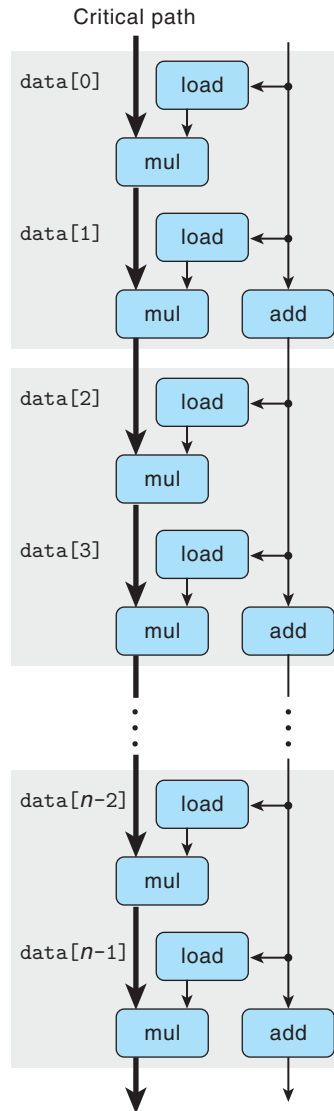 Critical path
data[0]
load
mul
data[1]
load
mul
add
data[2]
load
mul
data[3]
load
mul
add
data[n-2]
load
mul
data[n-1]
load
mul
add